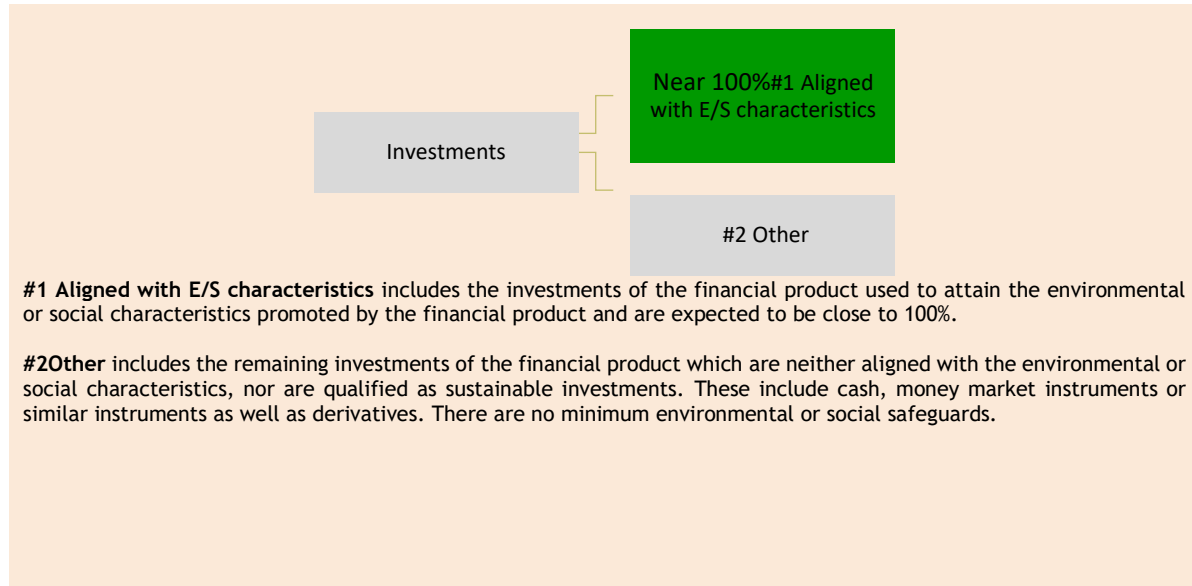 Near 100%#1 Aligned
with E/S characteristics
Investments
#2 Other
#1 Aligned with E/S characteristics includes the investments of the financial product used to attain the environmental
or social characteristics promoted by the financial product and are expected to be close to 100%.
#2Other includes the remaining investments of the financial product which are neither aligned with the environmental or
social characteristics, nor are qualified as sustainable investments. These include cash, money market instruments or
similar instruments as well as derivatives. There are no minimum environmental or social safeguards.